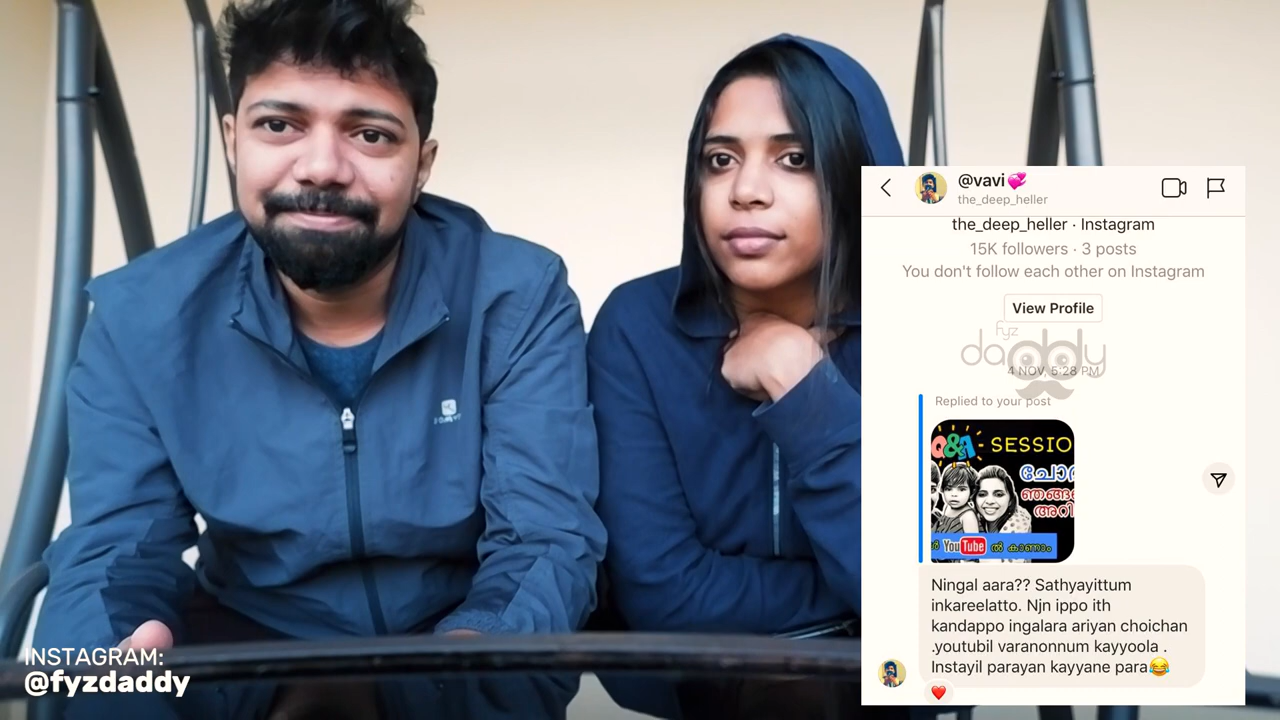 @vavi💞
the_deep_heller
the_deep_heller · Instagram
15K followers · 3 posts
You don't follow each other on Instagram
View Profile
fyz
daddy
4 NOV, 5:28 PM
Replied to your post
Q&A - SESSIO
ചോദ
ഞങ്ങ
അറി
YouTube ൽ കാണാം
Ningal aara?? Sathyayittum
inkareelatto. Njn ippo ith
kandappo ingalara ariyan choichan
.youtubil varanonnum kayyoola .
Instayil parayan kayyane para😂
INSTAGRAM:
@fyzdaddy